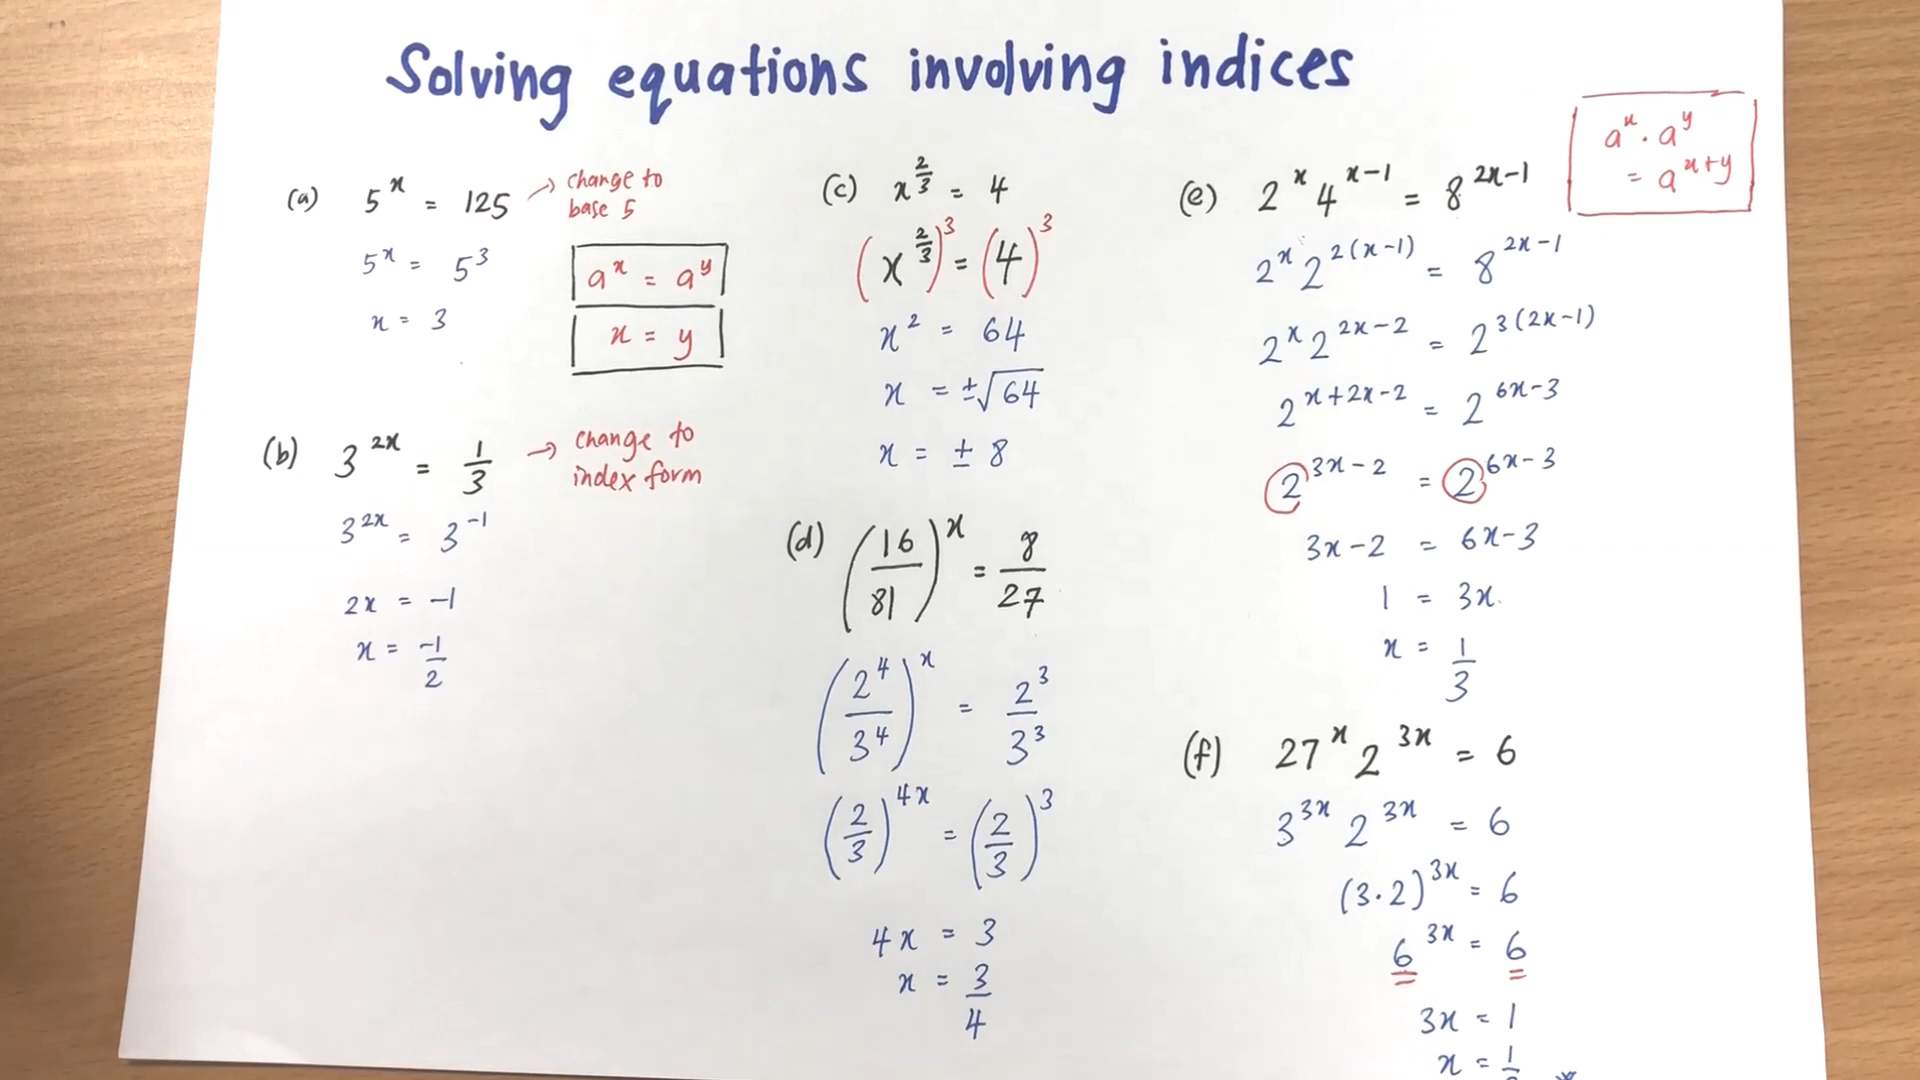 Solving equations involving indices
(a) 5^x = 125 → change to base 5
5^x = 5^3
x = 3
a^x = a^y
x = y
(b) 3^2x = 1/3 → change to index form
3^2x = 3^-1
2x = -1
x = -1/2
(c) x^2/3 = 4
(x^2/3)^3 = (4)^3
x^2 = 64
x = ±√64
x = ± 8
(d) (16/81)^x = 8/27
(2^4/3^4)^x = 2^3/3^3
(2/3)^4x = (2/3)^3
4x = 3
x = 3/4
(e) 2^x 4^x-1 = 8^2x-1
a^x · a^y
= a^x+y
2^x 2^2(x-1) = 8^2x-1
2^x 2^2x-2 = 2^3(2x-1)
2^x+2x-2 = 2^6x-3
2^3x-2 = 2^6x-3
3x-2 = 6x-3
1 = 3x
x = 1/3
(f) 27^x 2^3x = 6
3^3x 2^3x = 6
(3·2)^3x = 6
6^3x = 6
3x = 1
x = 1